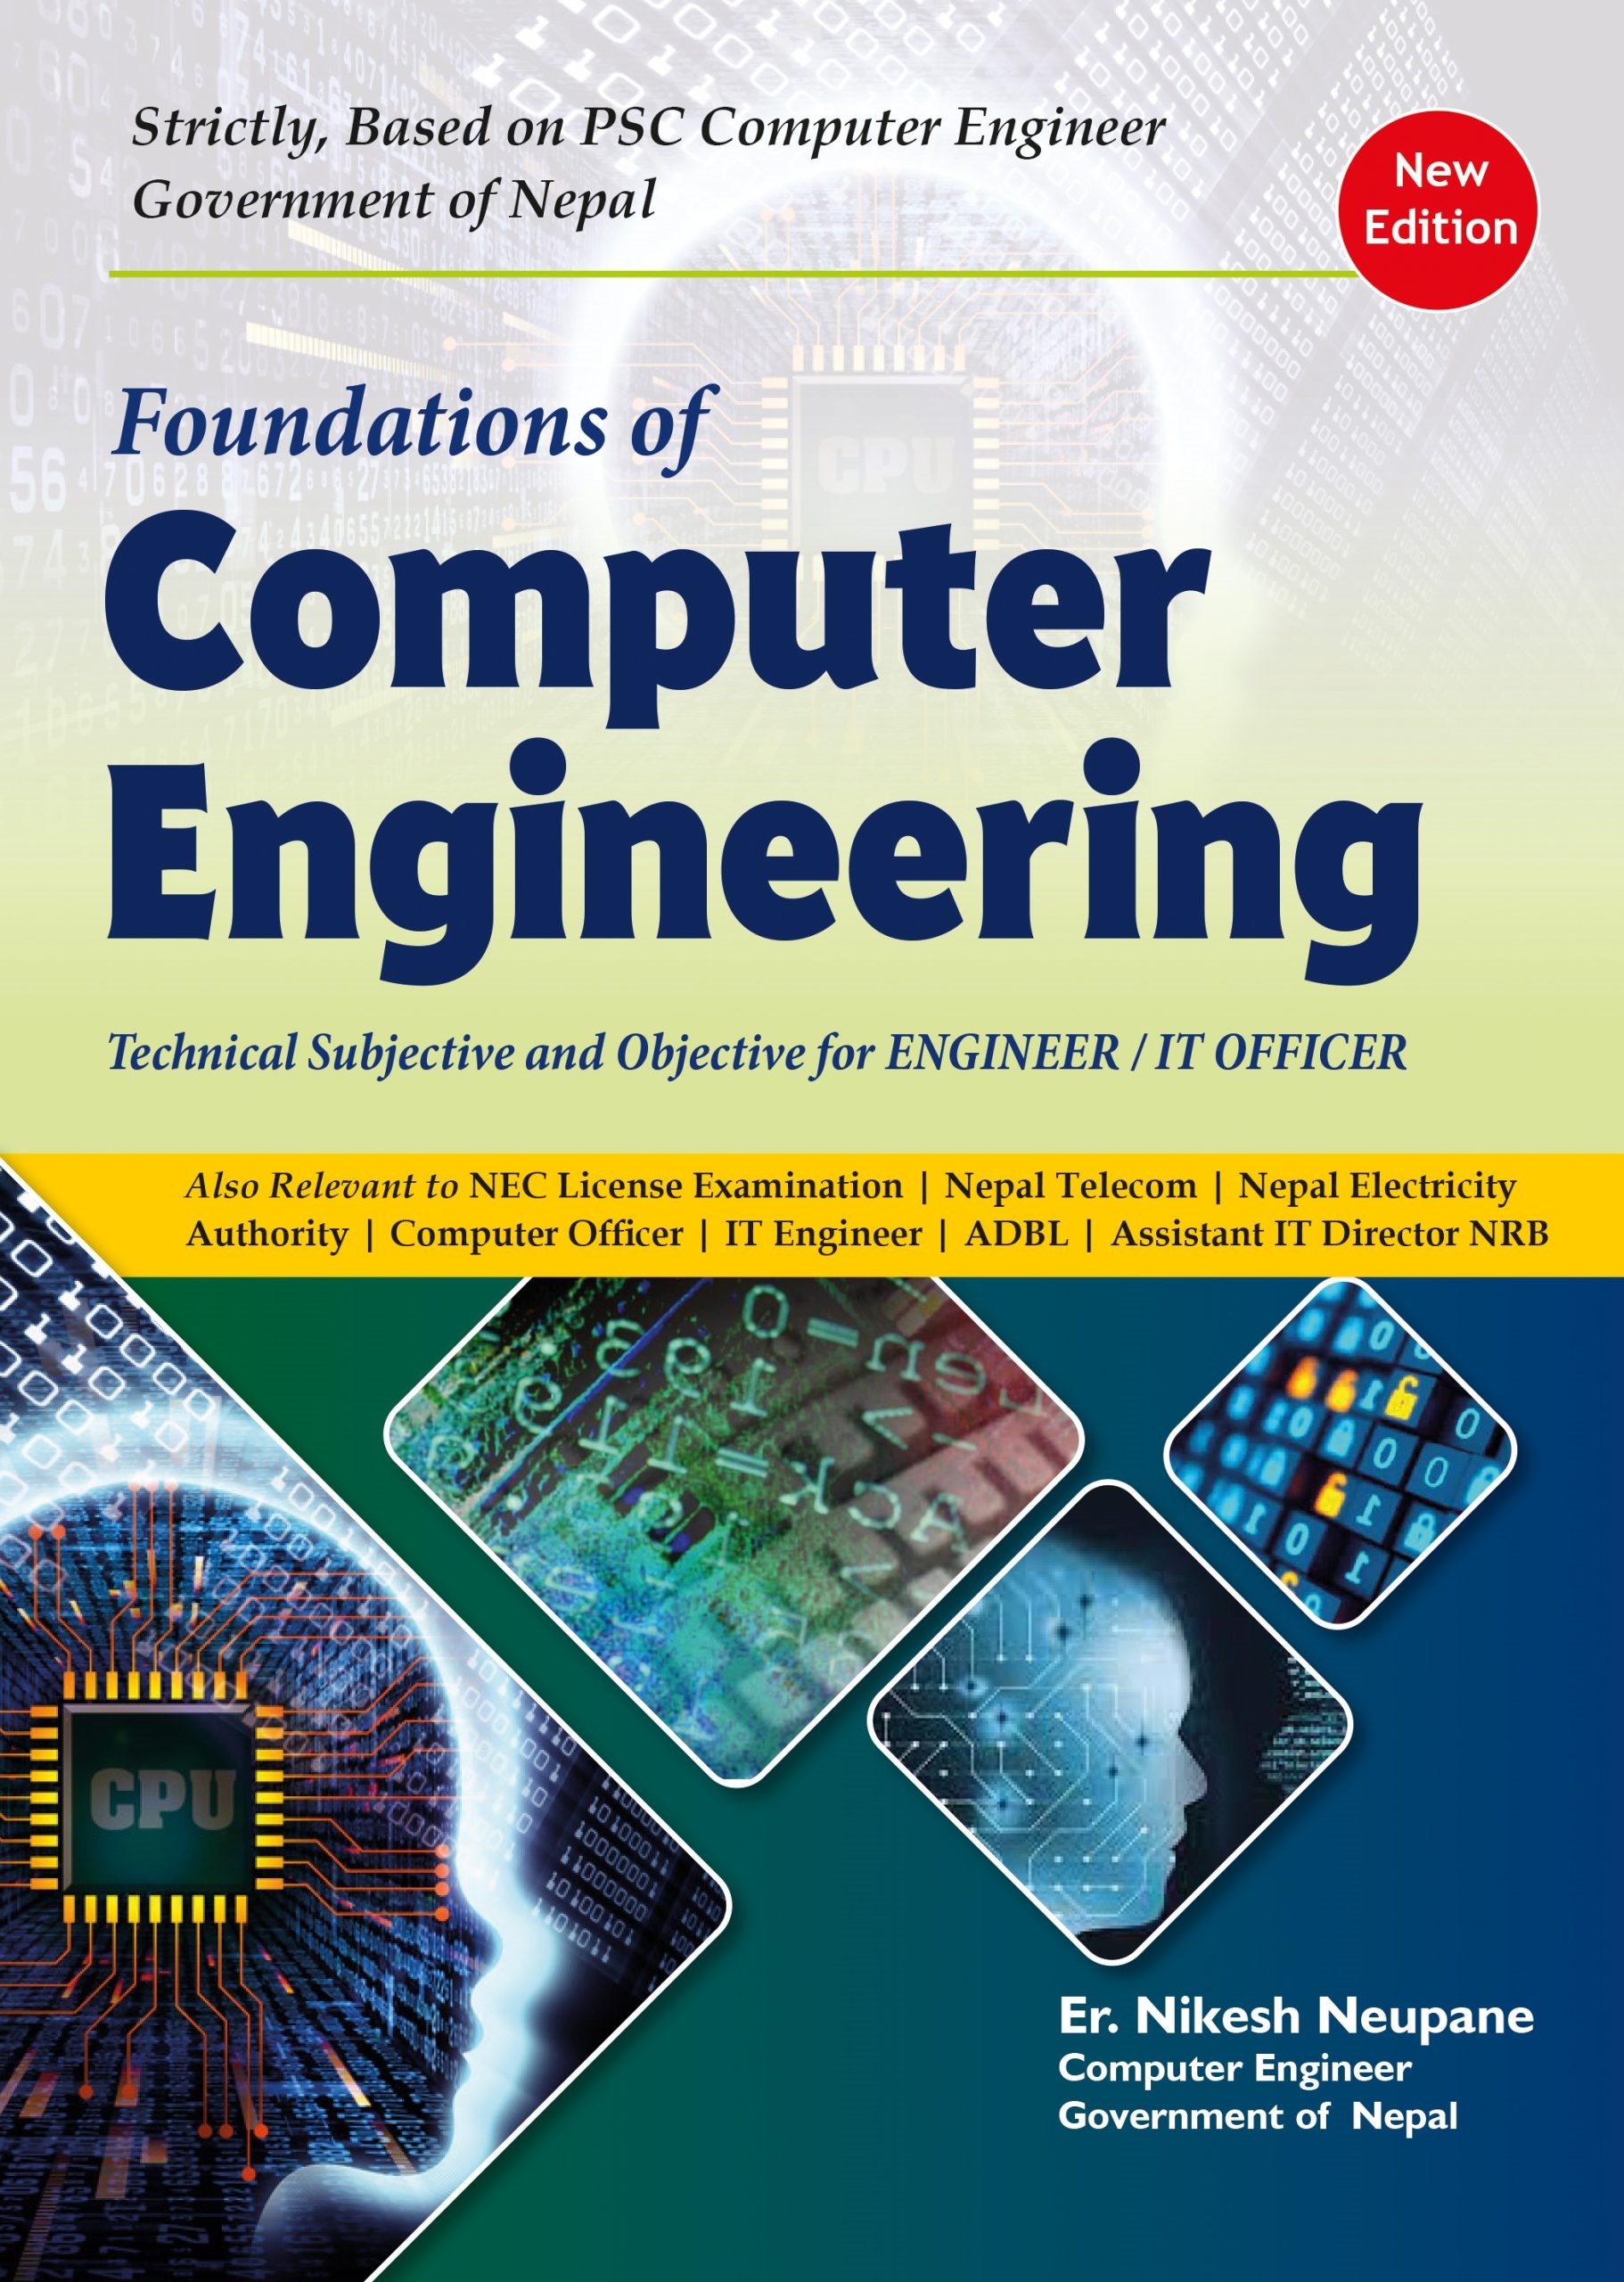 Strictly, Based on PSC Computer Engineer
Government of Nepal
New
Edition
Foundations of
Computer
Engineering
Technical Subjective and Objective for ENGINEER / IT OFFICER
Also Relevant to NEC License Examination | Nepal Telecom | Nepal Electricity
Authority | Computer Officer | IT Engineer | ADBL | Assistant IT Director NRB
CPU
CPU
Er. Nikesh Neupane
Computer Engineer
Government of Nepal